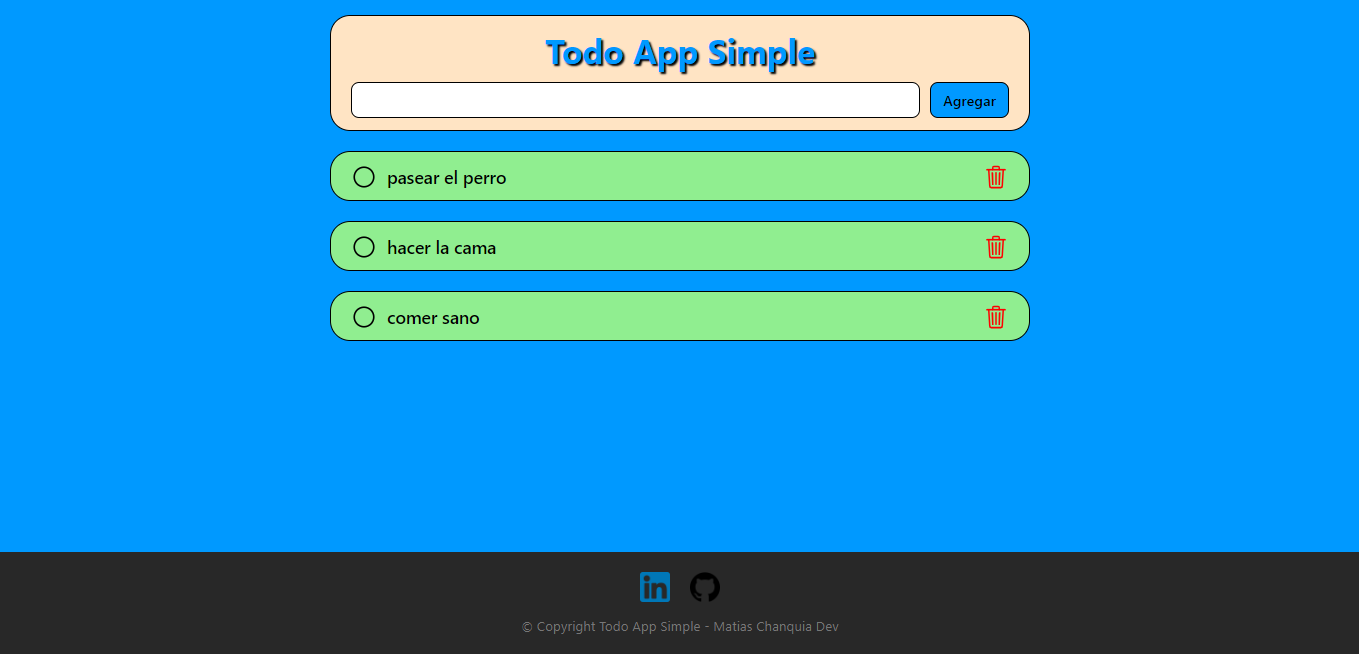 Todo App Simple
Agregar
pasear el perro
hacer la cama
comer sano
in
© Copyright Todo App Simple - Matias Chanquia Dev